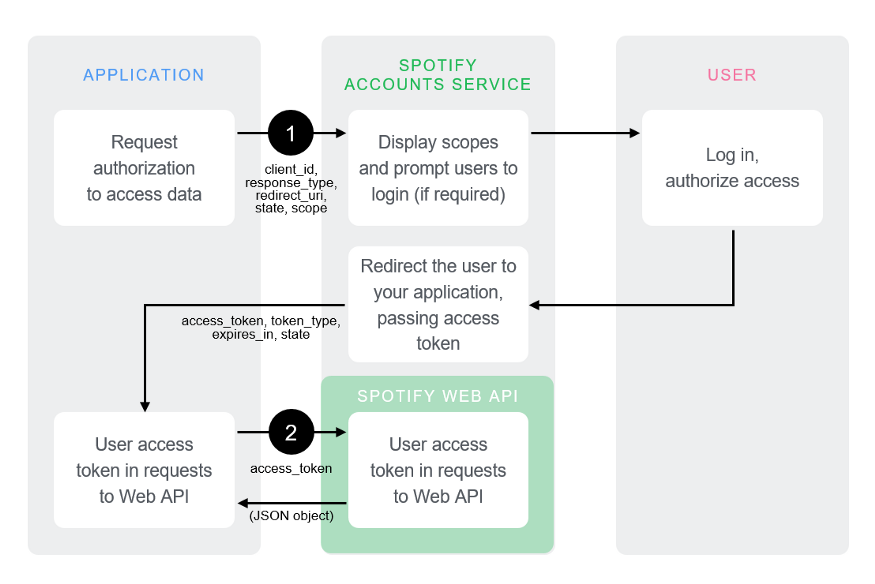 APPLICATION
SPOTIFY
ACCOUNTS SERVICE
USER
Request
authorization
to access data
1
client_id,
response_type,
redirect_uri,
state, scope
Display scopes
and prompt users to
login (if required)
Log in,
authorize access
Redirect the user to
your application,
passing access
token
access_token, token_type,
expires_in, state
SPOTIFY WEB API
User access
token in requests
to Web API
2
access_token
(JSON object)
User access
token in requests
to Web API